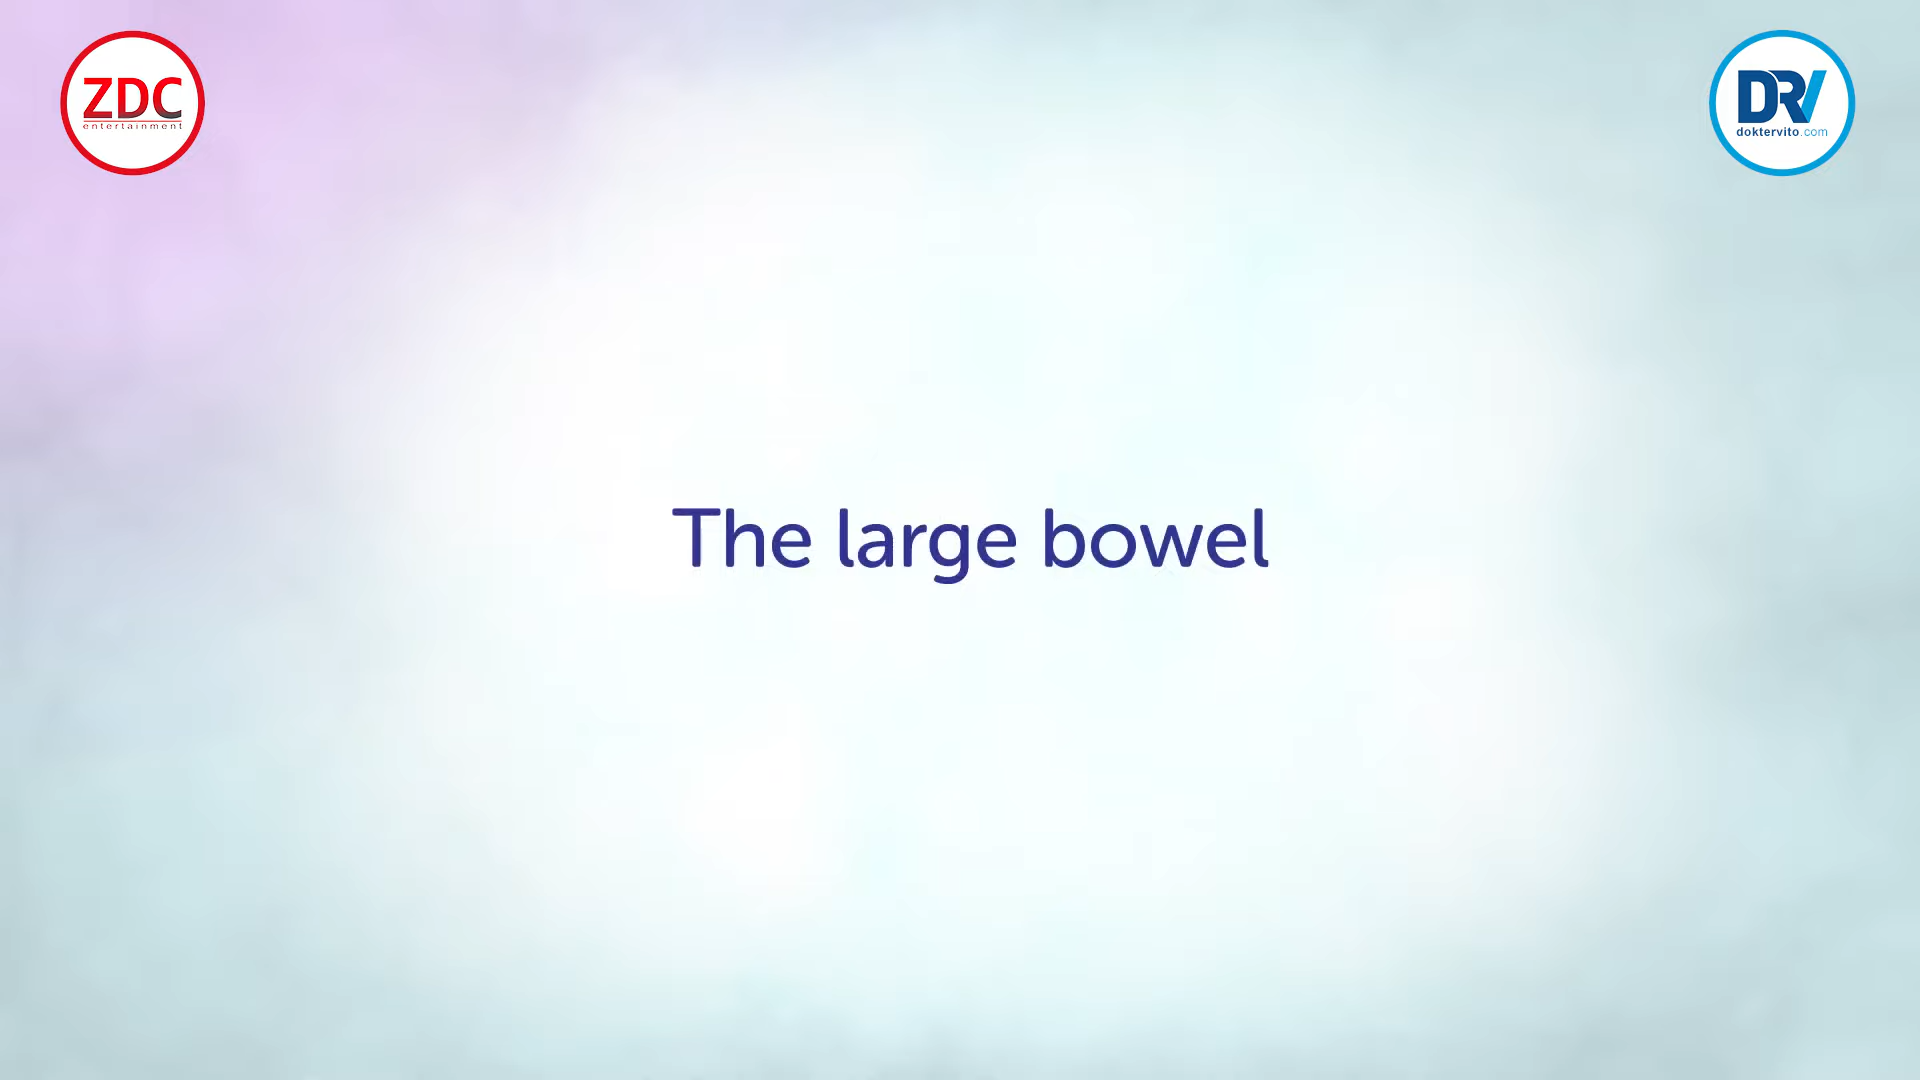 ZDC
entertainment
DRV
doktervito.com
The large bowel